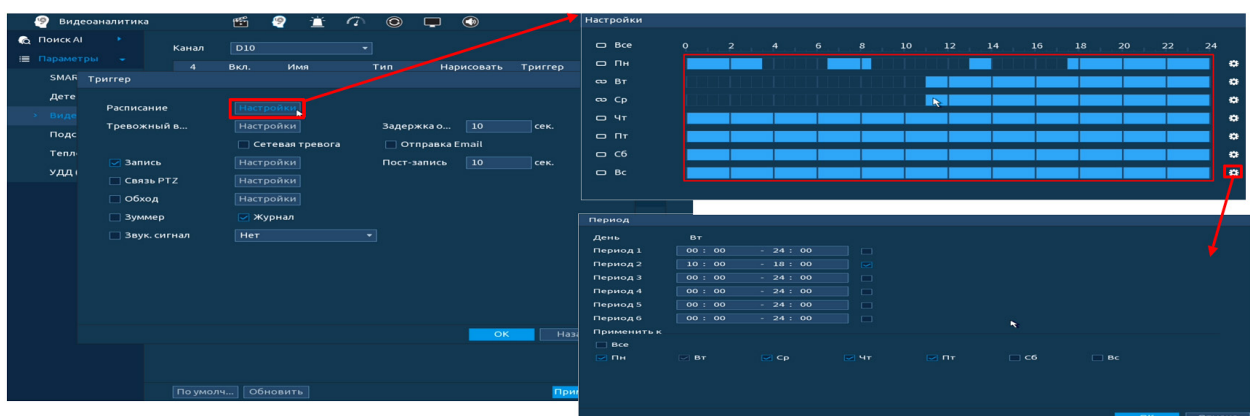 Видеоаналитика
Поиск AI
Параметры
SMAR
Дете
Виде
Подс
Тепл
УДД
Канал D10
4 Вкл. Имя Тип Нарисовать Триггер
Триггер
Расписание Настройки
Тревожный в... Настройки Задержка о... 10 сек.
Сетевая тревога Отправка Email
Запись Настройки Пост-запись 10 сек.
Связь PTZ Настройки
Обход Настройки
Зуммер Журнал
Звук. сигнал Нет
OK Наза
По умолч... Обновить При
Настройки
Все 0 2 4 6 8 10 12 14 16 18 20 22 24
Пн
Вт
Ср
Чт
Пт
Сб
Вс
Период
День Вт
Период 1 00 : 00 - 24 : 00
Период 2 10 : 00 - 18 : 00
Период 3 00 : 00 - 24 : 00
Период 4 00 : 00 - 24 : 00
Период 5 00 : 00 - 24 : 00
Период 6 00 : 00 - 24 : 00
Применить к
Все
Пн Вт Ср Чт Пт Сб Вс